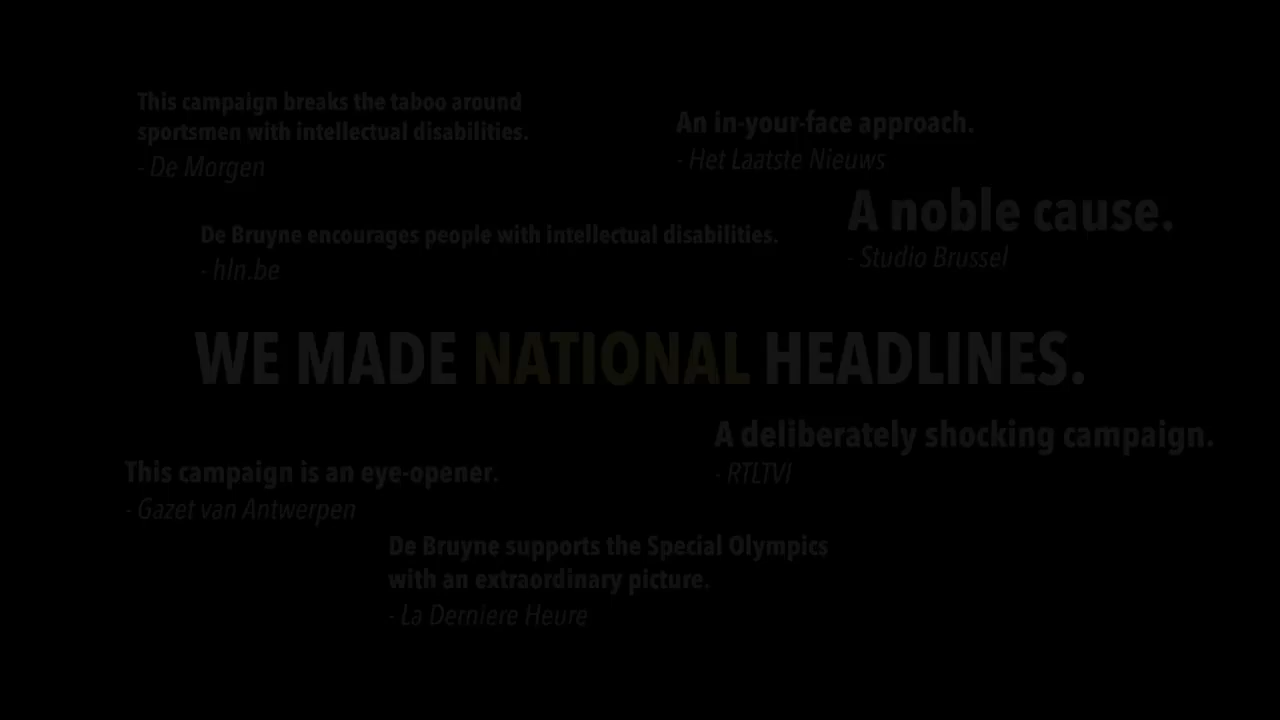 This campaign breaks the taboo around
sportsmen with intellectual disabilities.
- De Morgen
An in-your-face approach.
- Het Laatste Nieuws
A noble cause.
- Studio Brussel
De Bruyne encourages people with intellectual disabilities.
- hln.be
WE MADE NATIONAL HEADLINES.
A deliberately shocking campaign.
- RTLTVI
This campaign is an eye-opener.
- Gazet van Antwerpen
De Bruyne supports the Special Olympics
with an extraordinary picture.
- La Derniere Heure